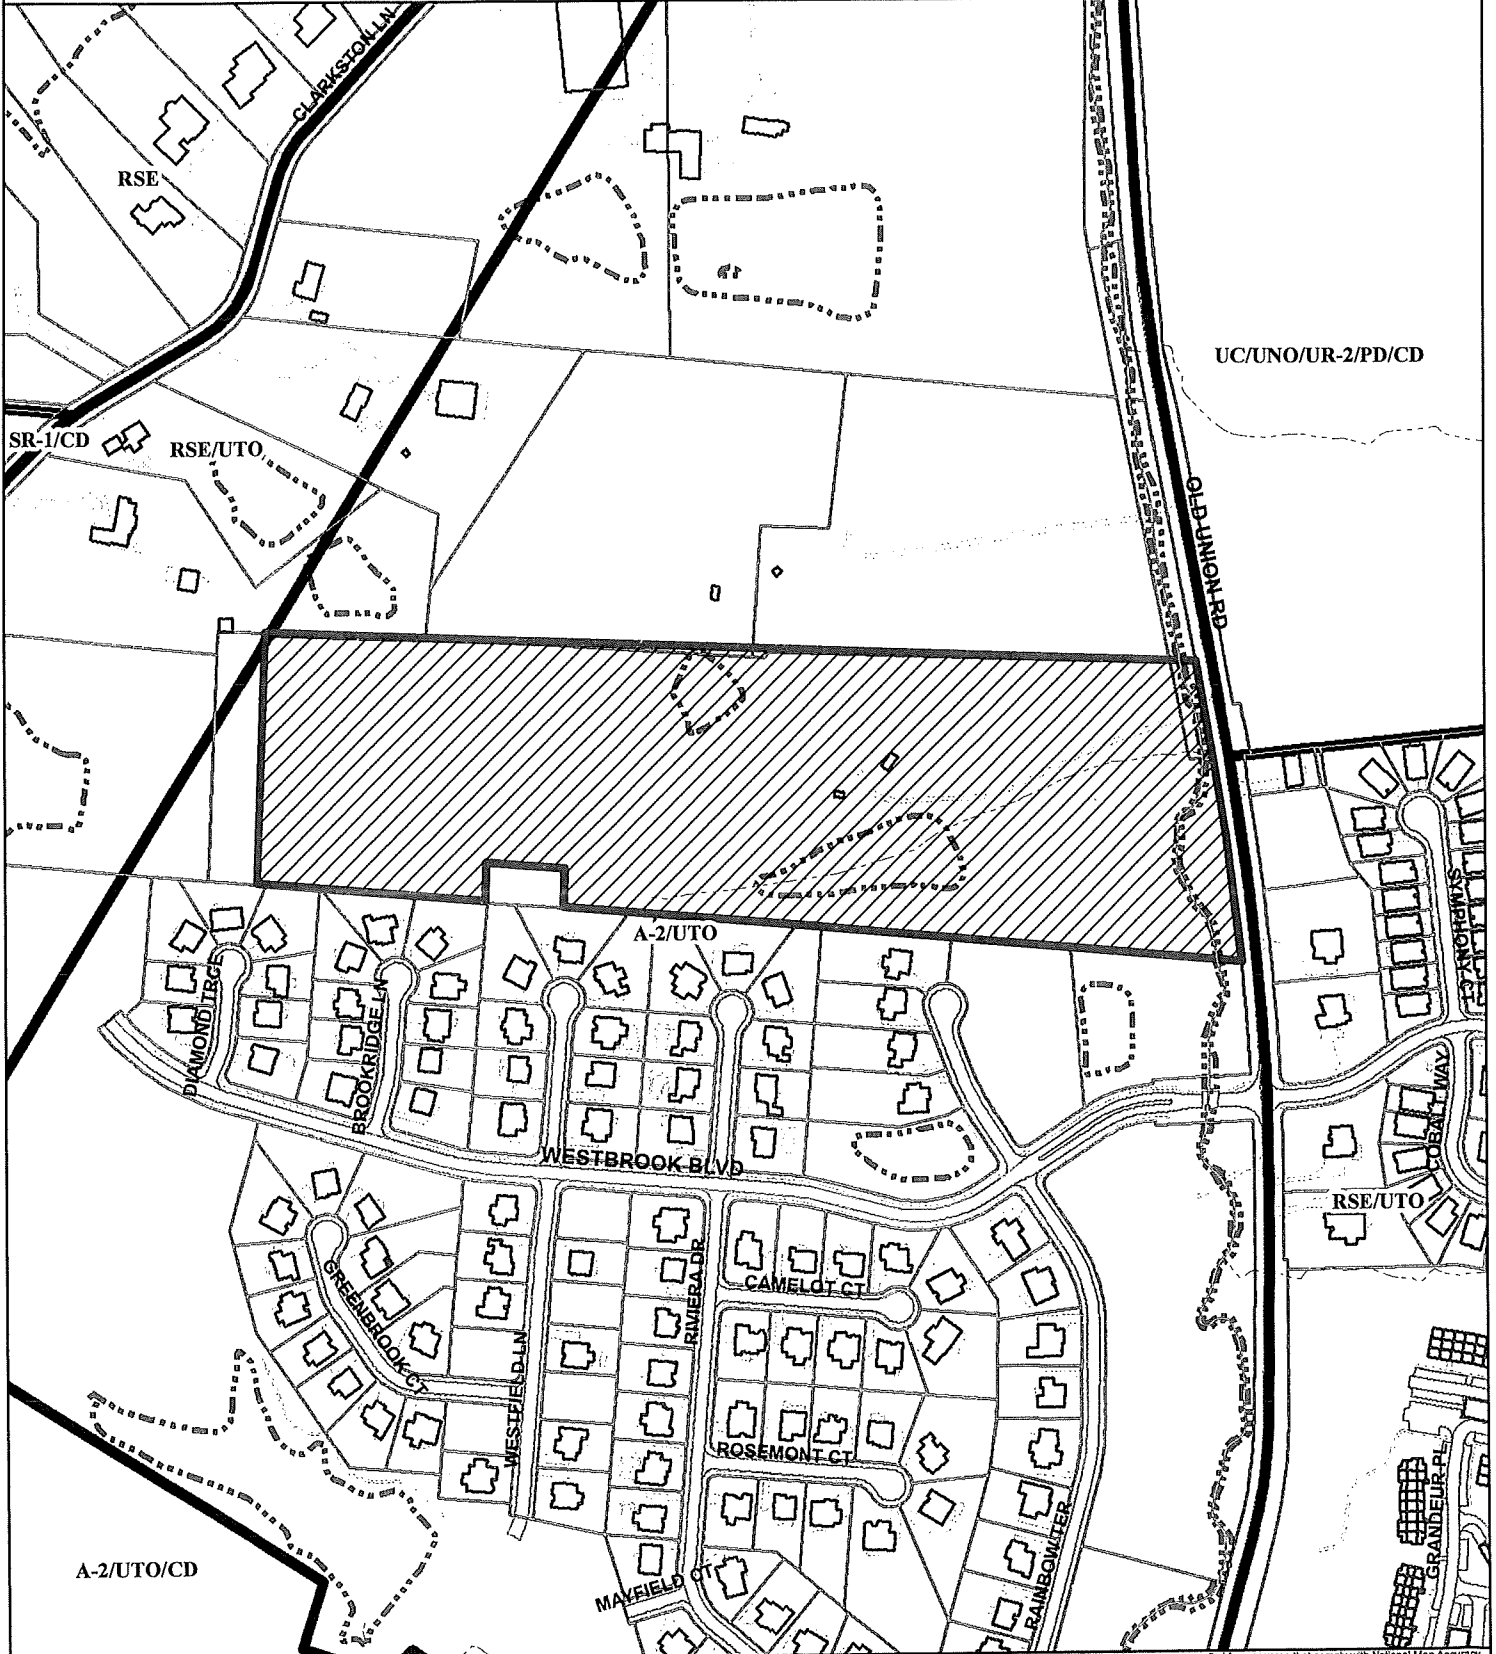 CLARKSTON LN
RSE
UC/UNO/UR-2/PD/CD
SR-1/CD
RSE/UTO
OLD UNION RD
A-2/UTO
SYMPHONY CT
DIAMOND TRCE
BROOKRIDGE LN
COBALT WAY
WESTBROOK BLVD
RSE/UTO
GREENBROOK CT
RIVIERA DR
CAMELOT CT
WESTFIELD LN
ROSEMONT CT
GRANDEUR PL
RAINBOW TER
A-2/UTO/CD
MAYFIELD CT